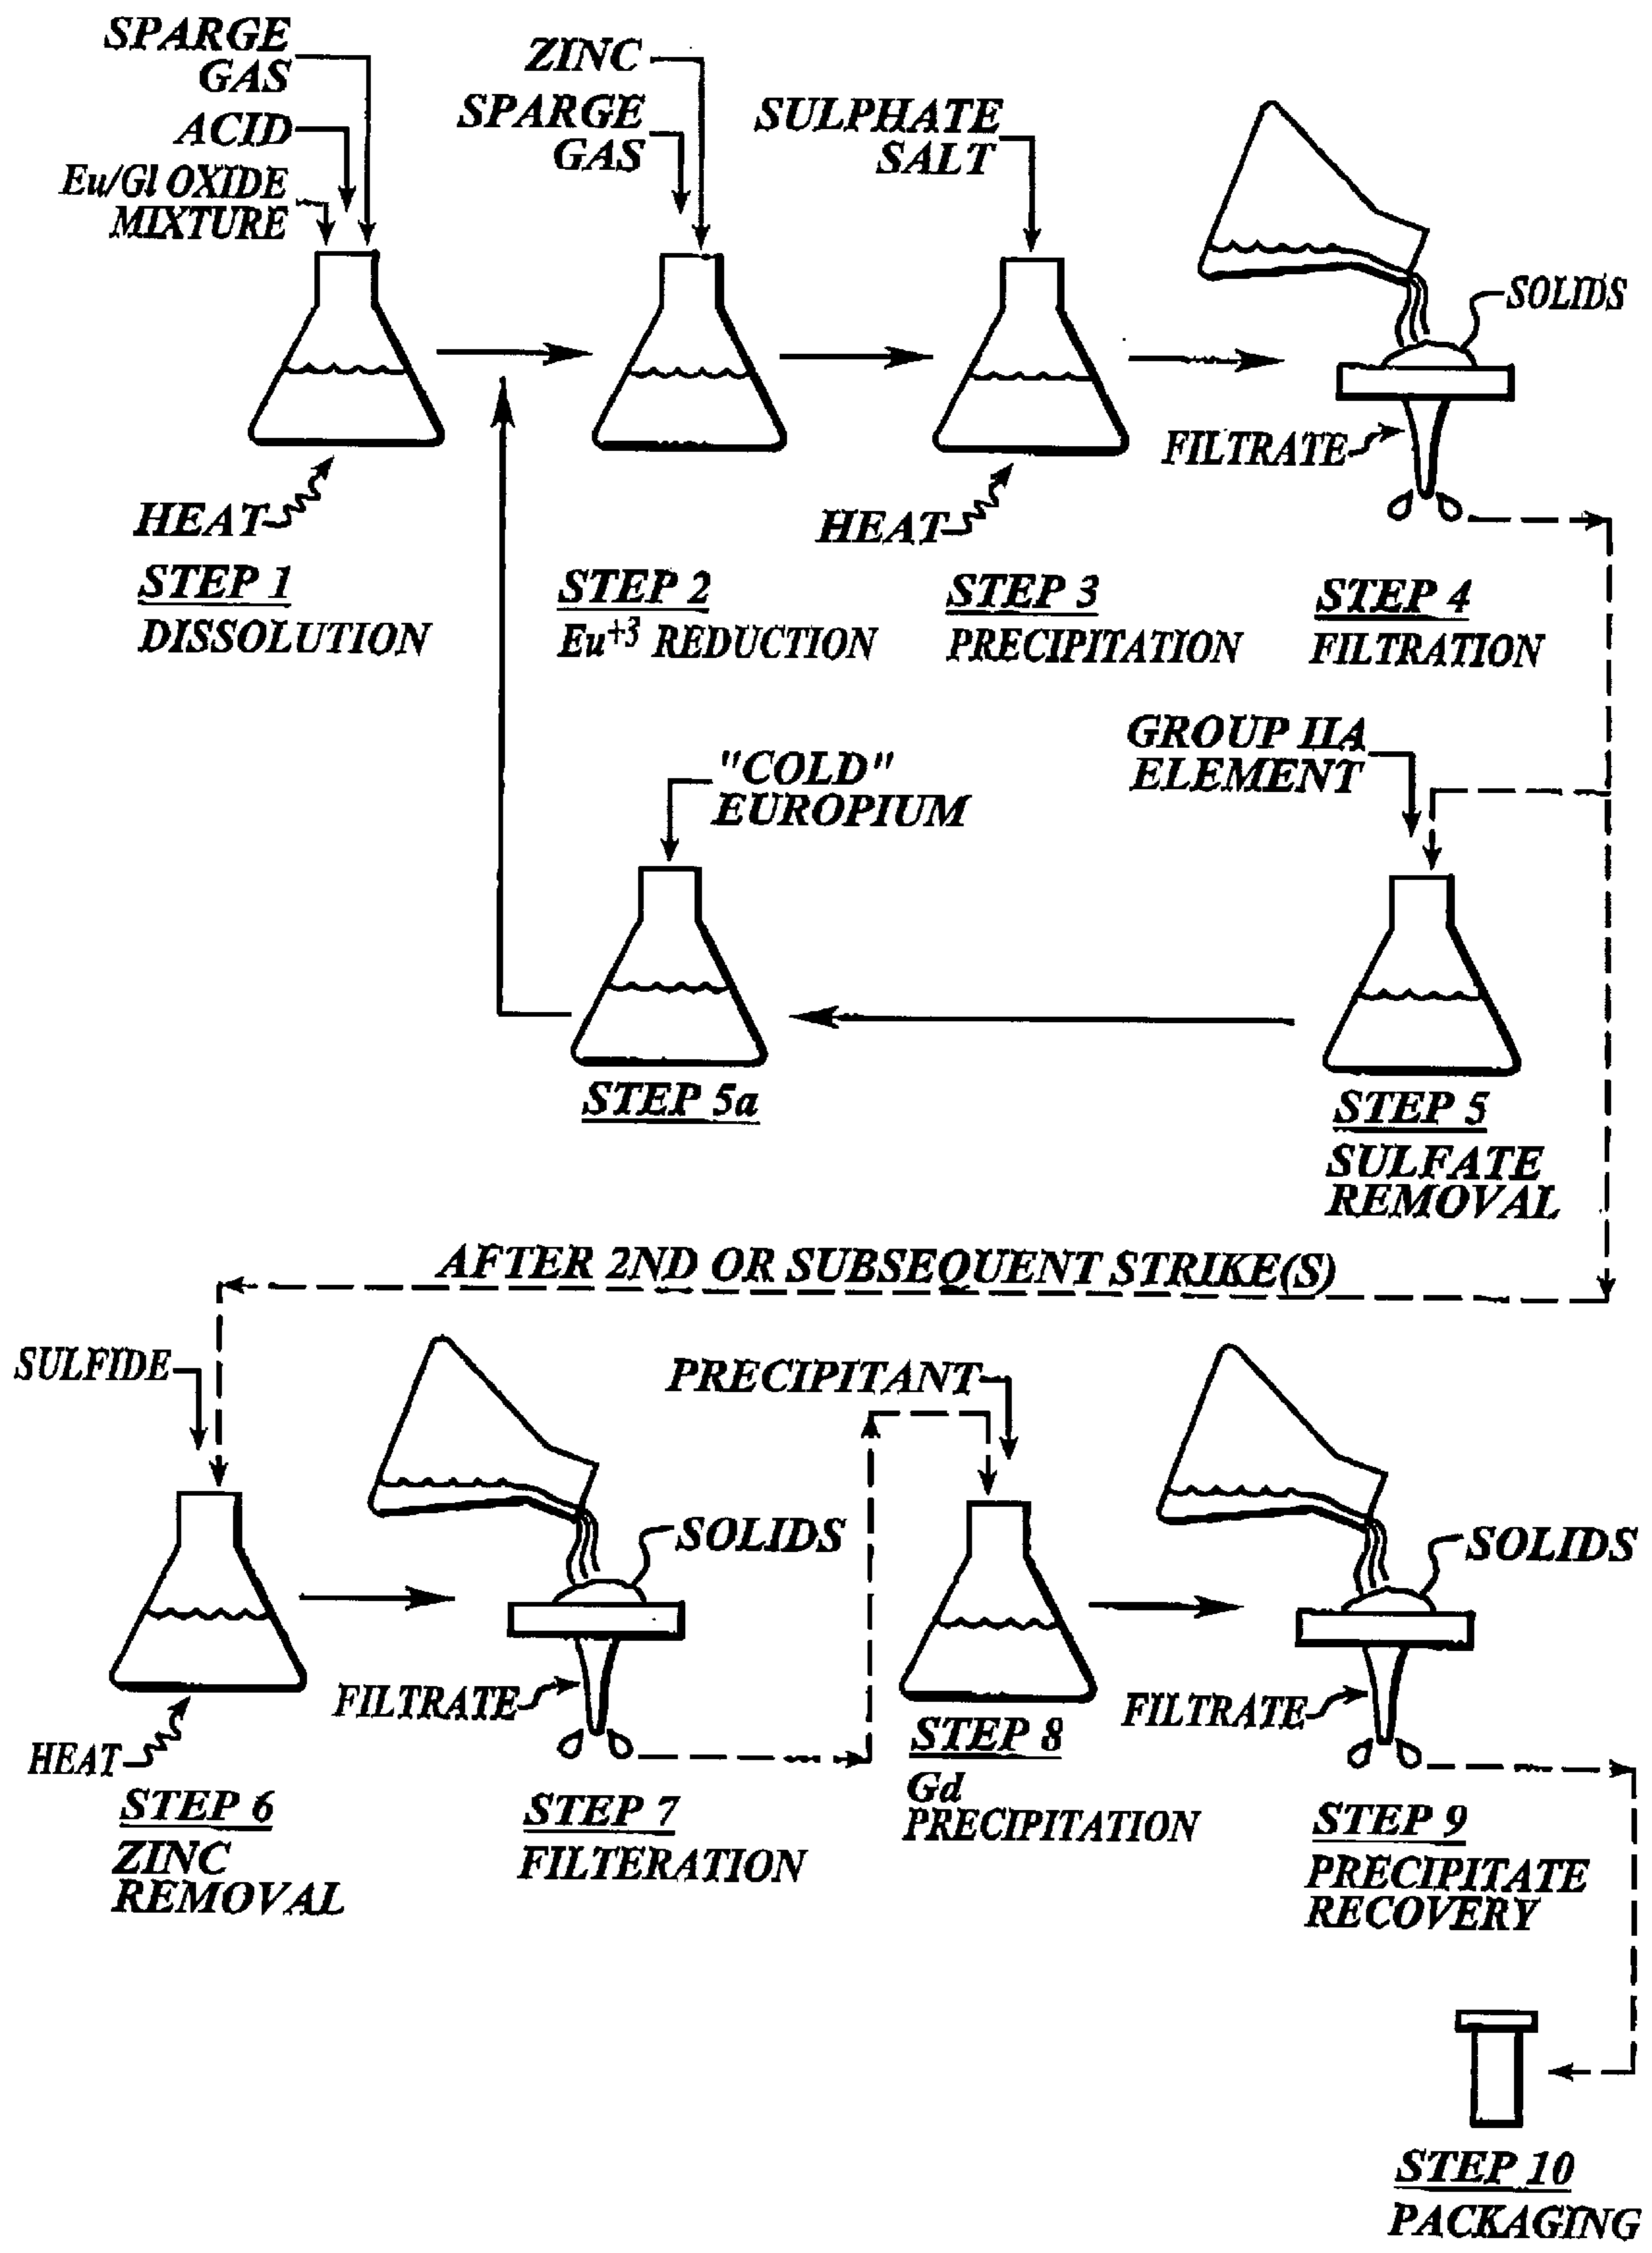 SPARGE
GAS
ACID
Eu/Gl OXIDE
MIXTURE
HEAT
STEP 1
DISSOLUTION
ZINC
SPARGE
GAS
STEP 2
Eu+3 REDUCTION
SULPHATE
SALT
HEAT
STEP 3
PRECIPITATION
SOLIDS
FILTRATE
STEP 4
FILTRATION
GROUP IIA
ELEMENT
STEP 5
SULFATE
REMOVAL
"COLD"
EUROPIUM
STEP 5a
AFTER 2ND OR SUBSEQUENT STRIKE(S)
SULFIDE
HEAT
STEP 6
ZINC
REMOVAL
SOLIDS
FILTRATE
STEP 7
FILTERATION
PRECIPITANT
STEP 8
Gd
PRECIPITATION
SOLIDS
FILTRATE
STEP 9
PRECIPITATE
RECOVERY
STEP 10
PACKAGING